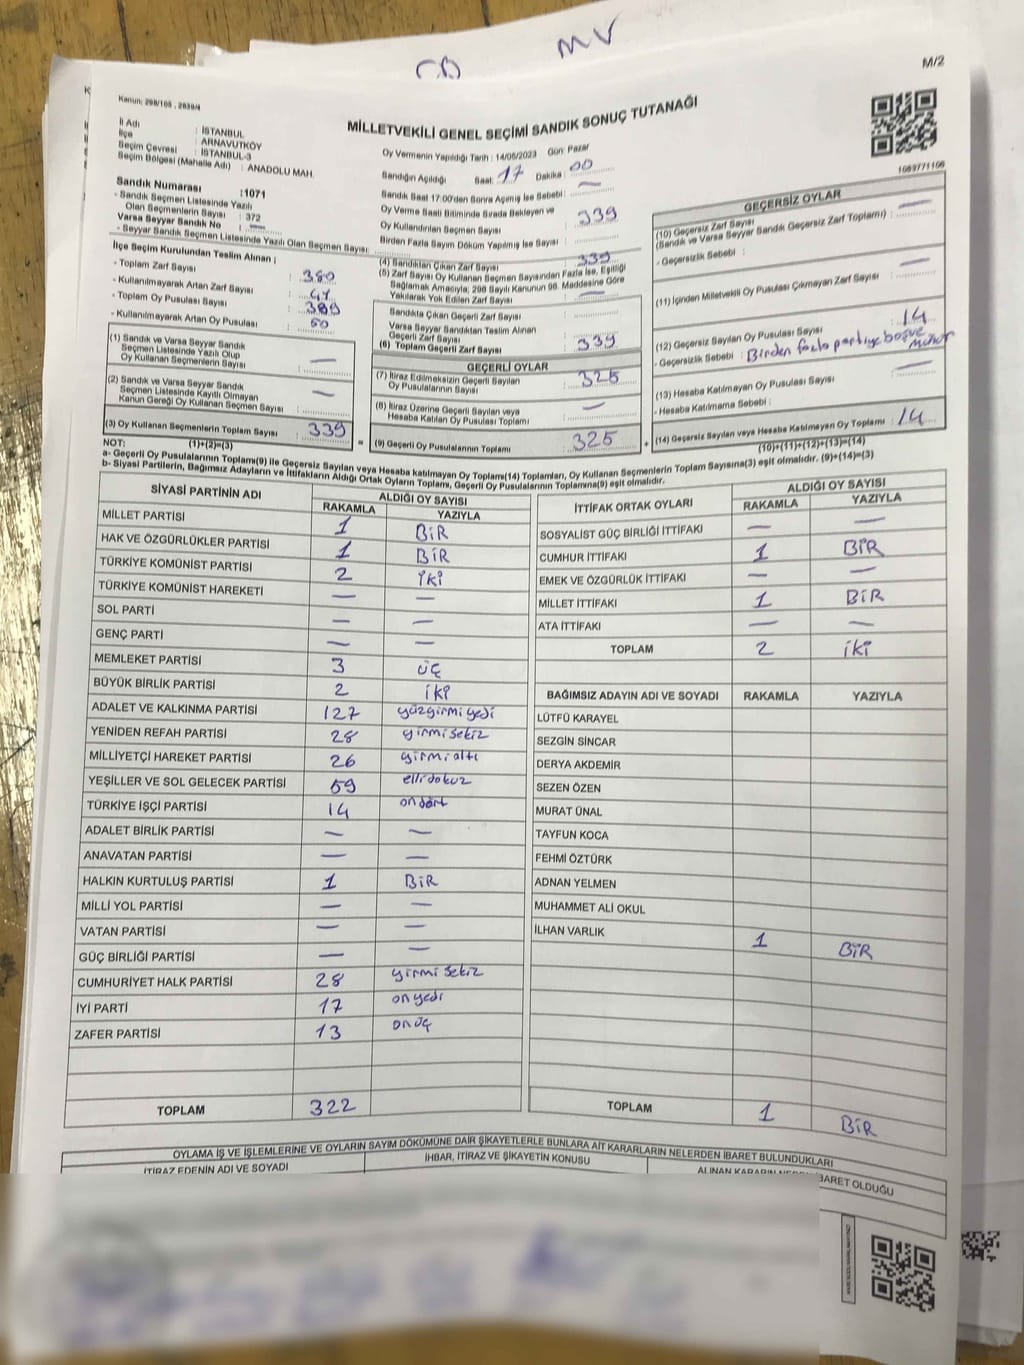 CB MV
M/2
Kanun; 298/105 , 2839/4
MİLLETVEKİLİ GENEL SEÇİMİ SANDIK SONUÇ TUTANAĞI
İl Adı : İSTANBUL
İlçe : ARNAVUTKÖY
Seçim Çevresi : İSTANBUL-3
Seçim Bölgesi (Mahalle Adı) : ANADOLU MAH.
Oy Vermenin Yapıldığı Tarih : 14/05/2023 Gün: Pazar
Sandığın Açıldığı Saat: 17 Dakika : 00
Sandık Saat 17:00'den Sonra Açılmış İse Sebebi : —
1089771106
Sandık Numarası : 1071
- Sandık Seçmen Listesinde Yazılı
Olan Seçmenlerin Sayısı : 372
Varsa Seyyar Sandık No : —
- Seyyar Sandık Seçmen Listesinde Yazılı Olan Seçmen Sayısı :
Oy Verme Saati Bitiminde Sırada Bekleyen ve
Oy Kullandırılan Seçmen Sayısı : 339
Birden Fazla Sayım Döküm Yapılmış İse Sayısı :
İlçe Seçim Kurulundan Teslim Alınan ;
- Toplam Zarf Sayısı : 380
- Kullanılmayarak Artan Zarf Sayısı : 41
- Toplam Oy Pusulası Sayısı : 389
- Kullanılmayarak Artan Oy Pusulası : 50
(1) Sandık ve Varsa Seyyar Sandık
Seçmen Listesinde Yazılı Olup
Oy Kullanan Seçmenlerin Sayısı : —
(2) Sandık ve Varsa Seyyar Sandık
Seçmen Listesinde Kayıtlı Olmayan
Kanun Gereği Oy Kullanan Seçmen Sayısı : —
(3) Oy Kullanan Seçmenlerin Toplam Sayısı : 339
(4) Sandıktan Çıkan Zarf Sayısı : 339
(5) Zarf Sayısı Oy Kullanan Seçmen Sayısından Fazla İse, Eşitliği
Sağlamak Amacıyla, 298 Sayılı Kanunun 98. Maddesine Göre
Yakılarak Yok Edilen Zarf Sayısı : —
Sandıkta Çıkan Geçerli Zarf Sayısı :
Varsa Seyyar Sandıktan Teslim Alınan
Geçerli Zarf Sayısı :
(6) Toplam Geçerli Zarf Sayısı : 339
GEÇERLİ OYLAR
(7) İtiraz Edilmeksizin Geçerli Sayılan
Oy Pusulalarının Sayısı : 325
(8) İtiraz Üzerine Geçerli Sayılan veya
Hesaba Katılan Oy Pusulası Toplamı : —
= (9) Geçerli Oy Pusulalarının Toplamı : 325
GEÇERSİZ OYLAR
(10) Geçersiz Zarf Sayısı : —
(Sandık ve Varsa Seyyar Sandık Geçersiz Zarf Toplamı)
- Geçersizlik Sebebi :
(11) İçinden Milletvekili Oy Pusulası Çıkmayan Zarf Sayısı : —
(12) Geçersiz Sayılan Oy Pusulası Sayısı : 14
- Geçersizlik Sebebi : Birden fazla partiye boş ve mühür
(13) Hesaba Katılmayan Oy Pusulası Sayısı : —
- Hesaba Katılmama Sebebi :
+ (14) Geçersiz Sayılan veya Hesaba Katılmayan Oy Toplamı : 14
NOT: (1)+(2)=(3) (10)+(11)+(12)+(13)=(14)
a- Geçerli Oy Pusulalarının Toplamı(9) ile Geçersiz Sayılan veya Hesaba katılmayan Oy Toplamı(14) Toplamları, Oy Kullanan Seçmenlerin Toplam Sayısına(3) eşit olmalıdır. (9)+(14)=(3)
b- Siyasi Partilerin, Bağımsız Adayların ve İttifakların Aldığı Ortak Oyların Toplamı, Geçerli Oy Pusulalarının Toplamına(9) eşit olmalıdır.
SİYASİ PARTİNİN ADI ALDIĞI OY SAYISI
RAKAMLA YAZIYLA
MİLLET PARTİSİ 1 BİR
HAK VE ÖZGÜRLÜKLER PARTİSİ 1 BİR
TÜRKİYE KOMÜNİST PARTİSİ 2 iki
TÜRKİYE KOMÜNİST HAREKETİ — —
SOL PARTİ — —
GENÇ PARTİ — —
MEMLEKET PARTİSİ 3 ÜÇ
BÜYÜK BİRLİK PARTİSİ 2 iki
ADALET VE KALKINMA PARTİSİ 127 yüzyirmi yedi
YENİDEN REFAH PARTİSİ 28 yirmi sekiz
MİLLİYETÇİ HAREKET PARTİSİ 26 yirmi altı
YEŞİLLER VE SOL GELECEK PARTİSİ 59 elli dokuz
TÜRKİYE İŞÇİ PARTİSİ 14 on dört
ADALET BİRLİK PARTİSİ — —
ANAVATAN PARTİSİ — —
HALKIN KURTULUŞ PARTİSİ 1 BİR
MİLLİ YOL PARTİSİ — —
VATAN PARTİSİ — —
GÜÇ BİRLİĞİ PARTİSİ — —
CUMHURİYET HALK PARTİSİ 28 yirmi sekiz
İYİ PARTİ 17 on yedi
ZAFER PARTİSİ 13 on üç
TOPLAM 322
İTTİFAK ORTAK OYLARI ALDIĞI OY SAYISI
RAKAMLA YAZIYLA
SOSYALİST GÜÇ BİRLİĞİ İTTİFAKI — —
CUMHUR İTTİFAKI 1 BİR
EMEK VE ÖZGÜRLÜK İTTİFAKI — —
MİLLET İTTİFAKI 1 BİR
ATA İTTİFAKI — —
TOPLAM 2 iki
BAĞIMSIZ ADAYIN ADI VE SOYADI RAKAMLA YAZIYLA
LÜTFÜ KARAYEL
SEZGİN SİNCAR
DERYA AKDEMİR
SEZEN ÖZEN
MURAT ÜNAL
TAYFUN KOCA
FEHMİ ÖZTÜRK
ADNAN YELMEN
MUHAMMET ALİ OKUL
İLHAN VARLIK 1 BİR
TOPLAM 1 BİR
OYLAMA İŞ VE İŞLEMLERİNE VE OYLARIN SAYIM DÖKÜMÜNE DAİR ŞİKAYETLERLE BUNLARA AİT KARARLARIN NELERDEN İBARET BULUNDUKLARI
İTİRAZ EDENİN ADI VE SOYADI İHBAR, İTİRAZ VE ŞİKAYETİN KONUSU ALINAN KARARIN İBARET OLDUĞU